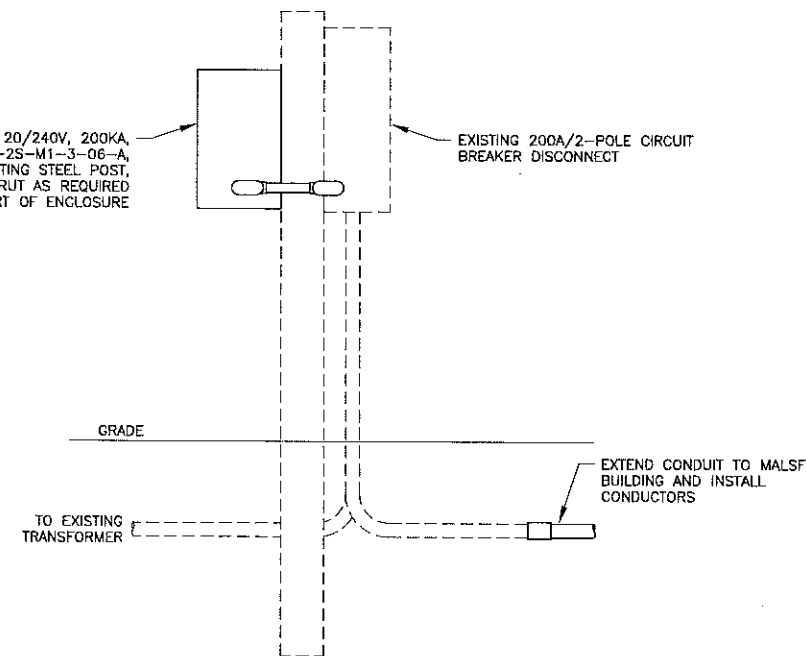 20/240V, 200KA,
-2S-M1-3-06-A,
TING STEEL POST,
RUT AS REQUIRED
RT OF ENCLOSURE
EXISTING 200A/2-POLE CIRCUIT
BREAKER DISCONNECT
GRADE
EXTEND CONDUIT TO MALSF
BUILDING AND INSTALL
CONDUCTORS
TO EXISTING
TRANSFORMER